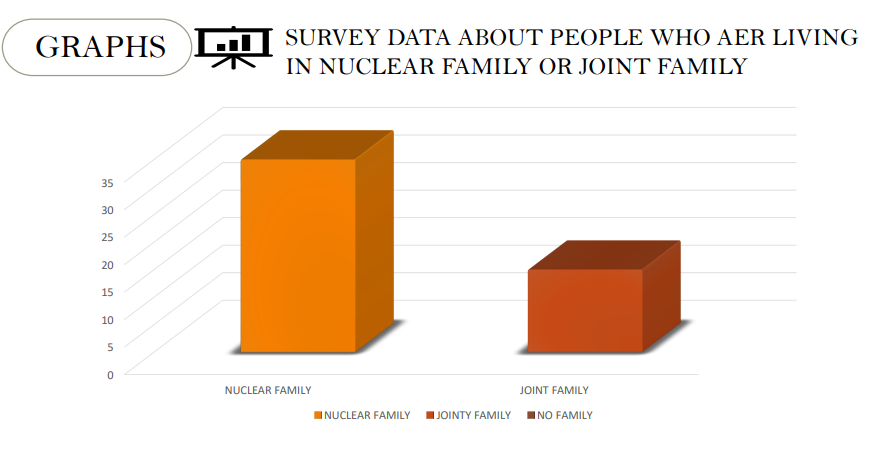 GRAPHS
SURVEY DATA ABOUT PEOPLE WHO AER LIVING
IN NUCLEAR FAMILY OR JOINT FAMILY
35
30
25
20
15
10
5
0
NUCLEAR FAMILY
JOINT FAMILY
NUCLEAR FAMILY JOINTY FAMILY NO FAMILY